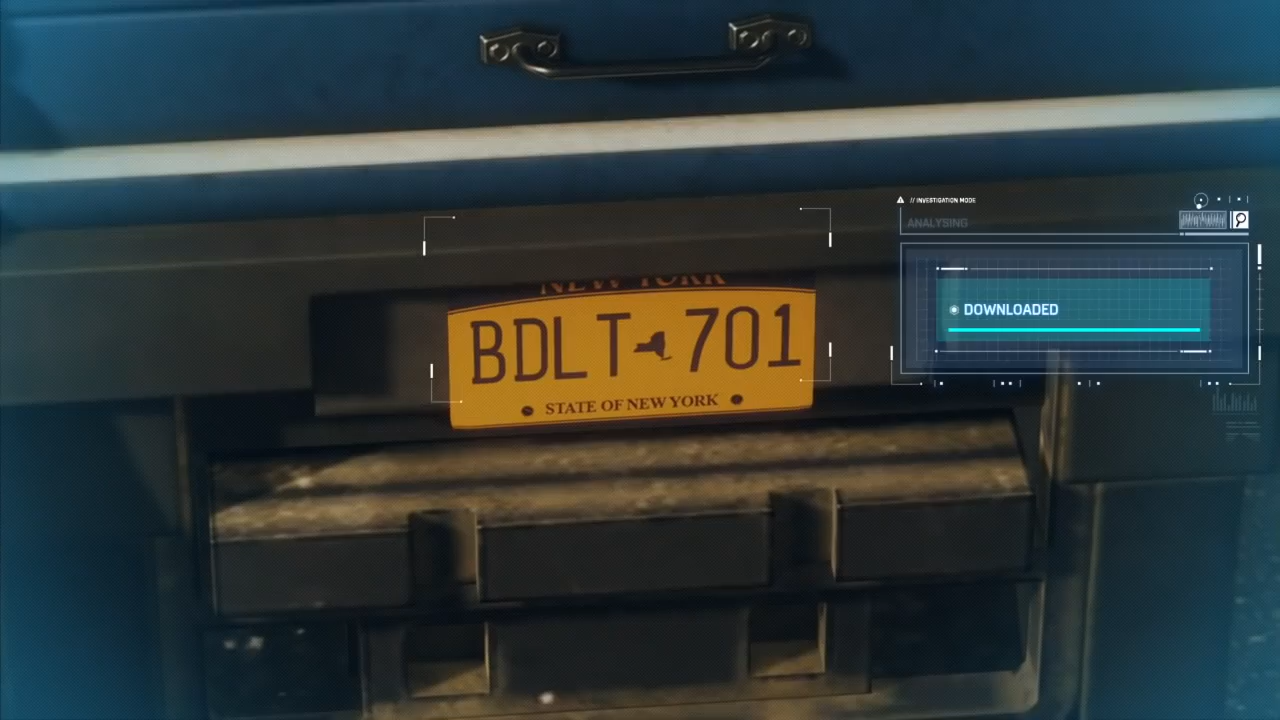 // INVESTIGATION MODE
ANALYSING
DOWNLOADED
NEW YORK
BDLT 701
STATE OF NEW YORK